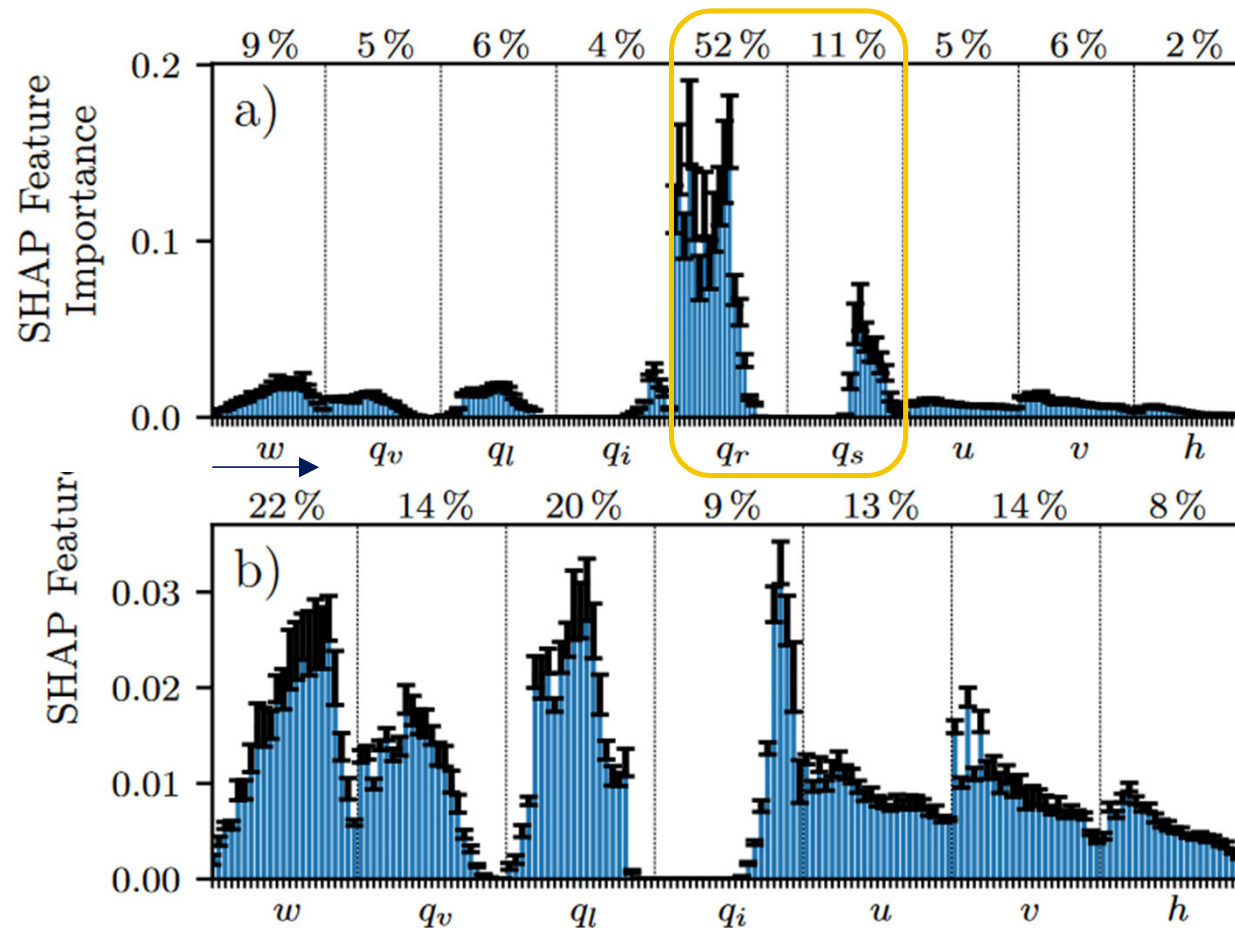 9 % 5 % 6 % 4 % 52 % 11 % 5 % 6 % 2 %
a)
SHAP Feature
Importance
0.2
0.1
0.0
w q_v q_l q_i q_r q_s u v h
22 % 14 % 20 % 9 % 13 % 14 % 8 %
b)
SHAP Featur
0.03
0.02
0.01
0.00
w q_v q_l q_i u v h